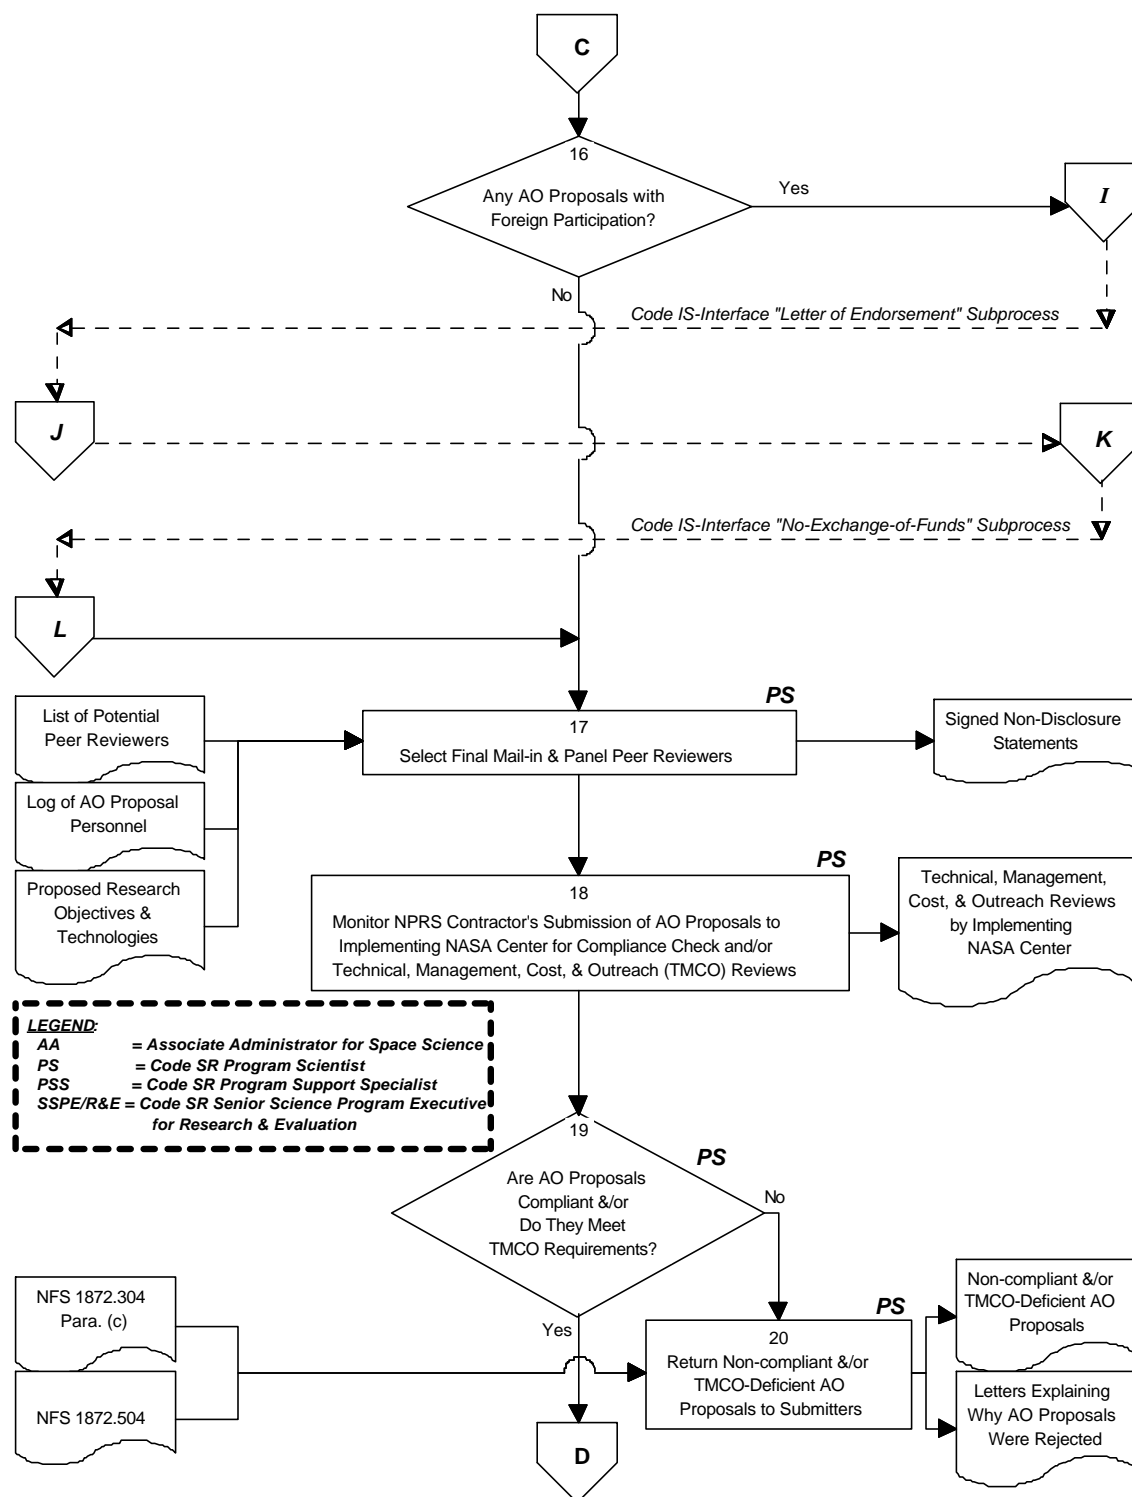 C
16
Any AO Proposals with
Foreign Participation?
Yes
I
No
Code IS-Interface "Letter of Endorsement" Subprocess
J
K
Code IS-Interface "No-Exchange-of-Funds" Subprocess
L
PS
List of Potential
Peer Reviewers
17
Select Final Mail-in & Panel Peer Reviewers
Signed Non-Disclosure
Statements
Log of AO Proposal
Personnel
PS
Proposed Research
Objectives &
Technologies
18
Monitor NPRS Contractor's Submission of AO Proposals to
Implementing NASA Center for Compliance Check and/or
Technical, Management, Cost, & Outreach (TMCO) Reviews
Technical, Management,
Cost, & Outreach Reviews
by Implementing
NASA Center
LEGEND:
AA = Associate Administrator for Space Science
PS = Code SR Program Scientist
PSS = Code SR Program Support Specialist
SSPE/R&E = Code SR Senior Science Program Executive
for Research & Evaluation
19
PS
Are AO Proposals
Compliant &/or
Do They Meet
TMCO Requirements?
No
Yes
NFS 1872.304
Para. (c)
NFS 1872.504
PS
20
Return Non-compliant &/or
TMCO-Deficient AO
Proposals to Submitters
Non-compliant &/or
TMCO-Deficient AO
Proposals
Letters Explaining
Why AO Proposals
Were Rejected
D